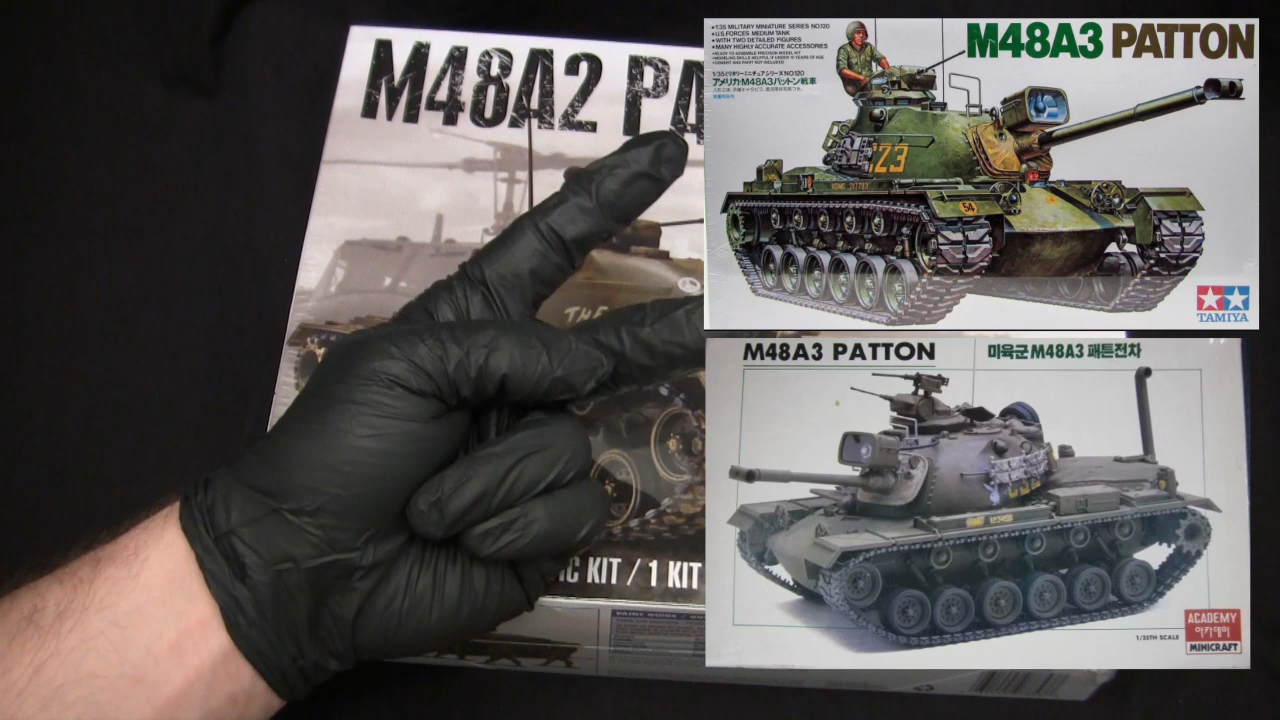 M48A2 PA
THE
IC KIT / 1 KIT
•1/35 MILITARY MINIATURE SERIES NO.120
•U.S. FORCES MEDIUM TANK
•WITH TWO DETAILED FIGURES
•MANY HIGHLY ACCURATE ACCESSORIES
M48A3 PATTON
1/35ミリタリーミニチュアシリーズ NO.120
アメリカ・M48A3パットン戦車
123
54
TAMIYA
M48A3 PATTON
미육군 M48A3 패튼전차
1/35TH SCALE
ACADEMY
아카데미
MINICRAFT